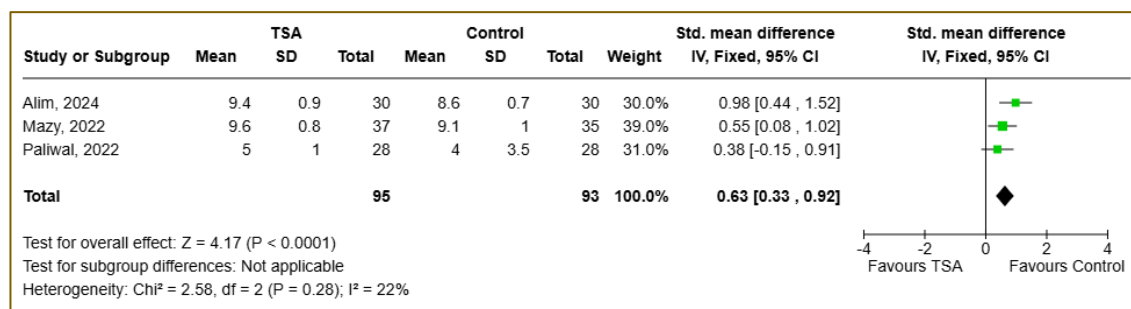 TSA Control Std. mean difference Std. mean difference
Study or Subgroup Mean SD Total Mean SD Total Weight IV, Fixed, 95% CI IV, Fixed, 95% CI
Alim, 2024 9.4 0.9 30 8.6 0.7 30 30.0% 0.98 [0.44 , 1.52]
Mazy, 2022 9.6 0.8 37 9.1 1 35 39.0% 0.55 [0.08 , 1.02]
Paliwal, 2022 5 1 28 4 3.5 28 31.0% 0.38 [-0.15 , 0.91]
Total 95 93 100.0% 0.63 [0.33 , 0.92]
Test for overall effect: Z = 4.17 (P < 0.0001)
Test for subgroup differences: Not applicable
Heterogeneity: Chi² = 2.58, df = 2 (P = 0.28); I² = 22%
-4 -2 0 2 4
Favours TSA Favours Control